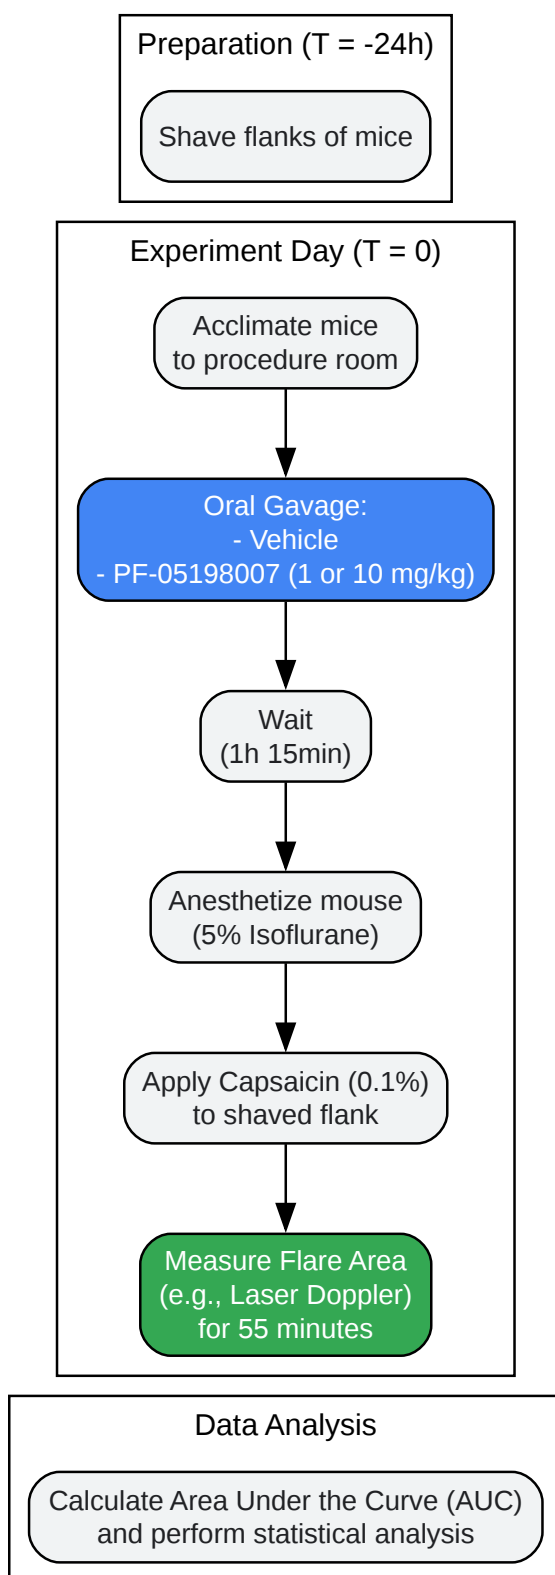 Preparation (T = -24h)
Shave flanks of mice
Experiment Day (T = 0)
Acclimate mice
to procedure room
Oral Gavage:
- Vehicle
- PF-05198007 (1 or 10 mg/kg)
Wait
(1h 15min)
Anesthetize mouse
(5% Isoflurane)
Apply Capsaicin (0.1%)
to shaved flank
Measure Flare Area
(e.g., Laser Doppler)
for 55 minutes
Data Analysis
Calculate Area Under the Curve (AUC)
and perform statistical analysis